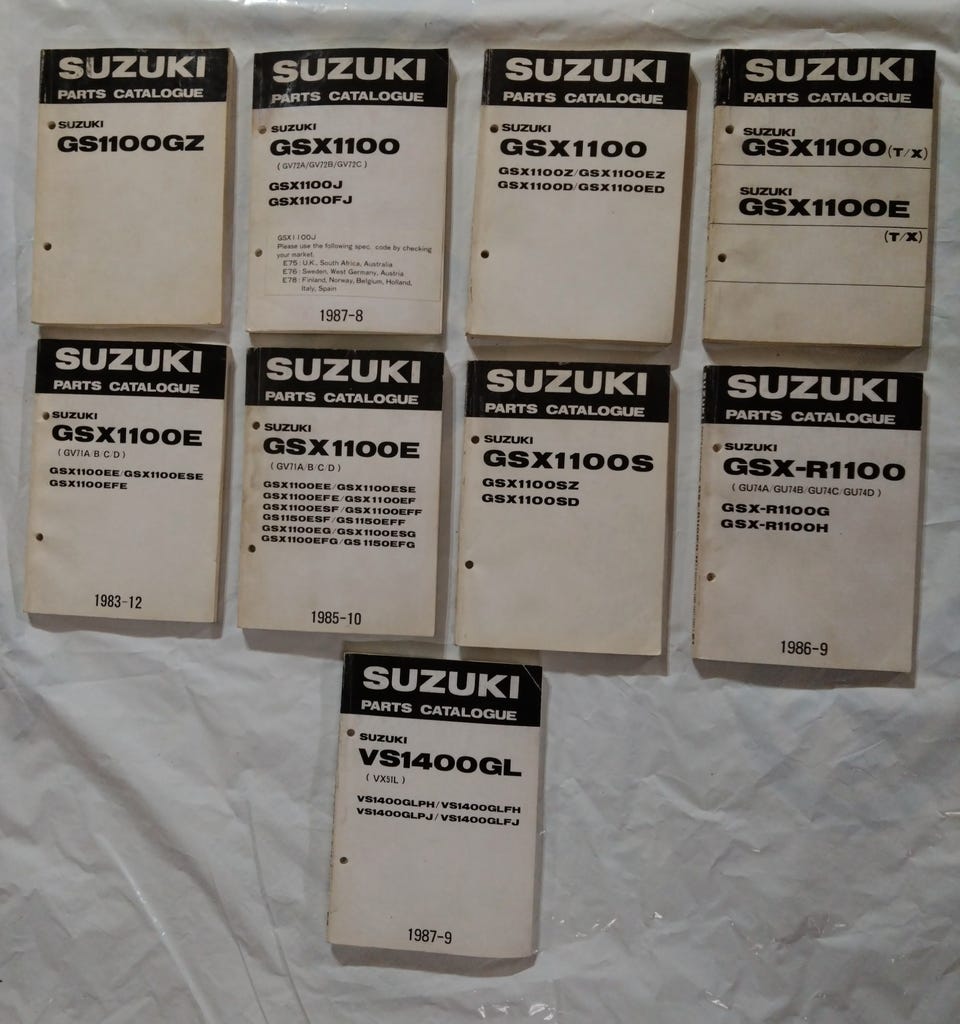 SUZUKI
PARTS CATALOGUE
SUZUKI
GS1100GZ
SUZUKI
PARTS CATALOGUE
SUZUKI
GSX1100
(GV72A/GV72B/GV72C)
GSX1100J
GSX1100FJ
GSX1100J
Please use the following spec. code by checking
your market.
E75 : U.K., South Africa, Australia
E76 : Sweden, West Germany, Austria
E78 : Finland, Norway, Belgium, Holland,
Italy, Spain
1987-8
SUZUKI
PARTS CATALOGUE
SUZUKI
GSX1100
GSX1100Z/GSX1100EZ
GSX1100D/GSX1100ED
SUZUKI
PARTS CATALOGUE
SUZUKI
GSX1100(T/X)
SUZUKI
GSX1100E
(T/X)
SUZUKI
PARTS CATALOGUE
SUZUKI
GSX1100E
(GV71A/B/C/D)
GSX1100EE/GSX1100ESE
GSX1100EFE
1983-12
SUZUKI
PARTS CATALOGUE
SUZUKI
GSX1100E
(GV71A/B/C/D)
GSX1100EE/GSX1100ESE
GSX1100EFE/GSX1100EF
GSX1100ESF/GSX1100EFF
GS1150ESF/GS1150EFF
GSX1100EG/GSX1100ESG
GSX1100EFG/GS1150EFG
1985-10
SUZUKI
PARTS CATALOGUE
SUZUKI
GSX1100S
GSX1100SZ
GSX1100SD
SUZUKI
PARTS CATALOGUE
SUZUKI
GSX-R1100
(GU74A/GU74B/GU74C/GU74D)
GSX-R1100G
GSX-R1100H
1986-9
SUZUKI
PARTS CATALOGUE
SUZUKI
VS1400GL
(VX51L)
VS1400GLPH/VS1400GLFH
VS1400GLPJ/VS1400GLFJ
1987-9